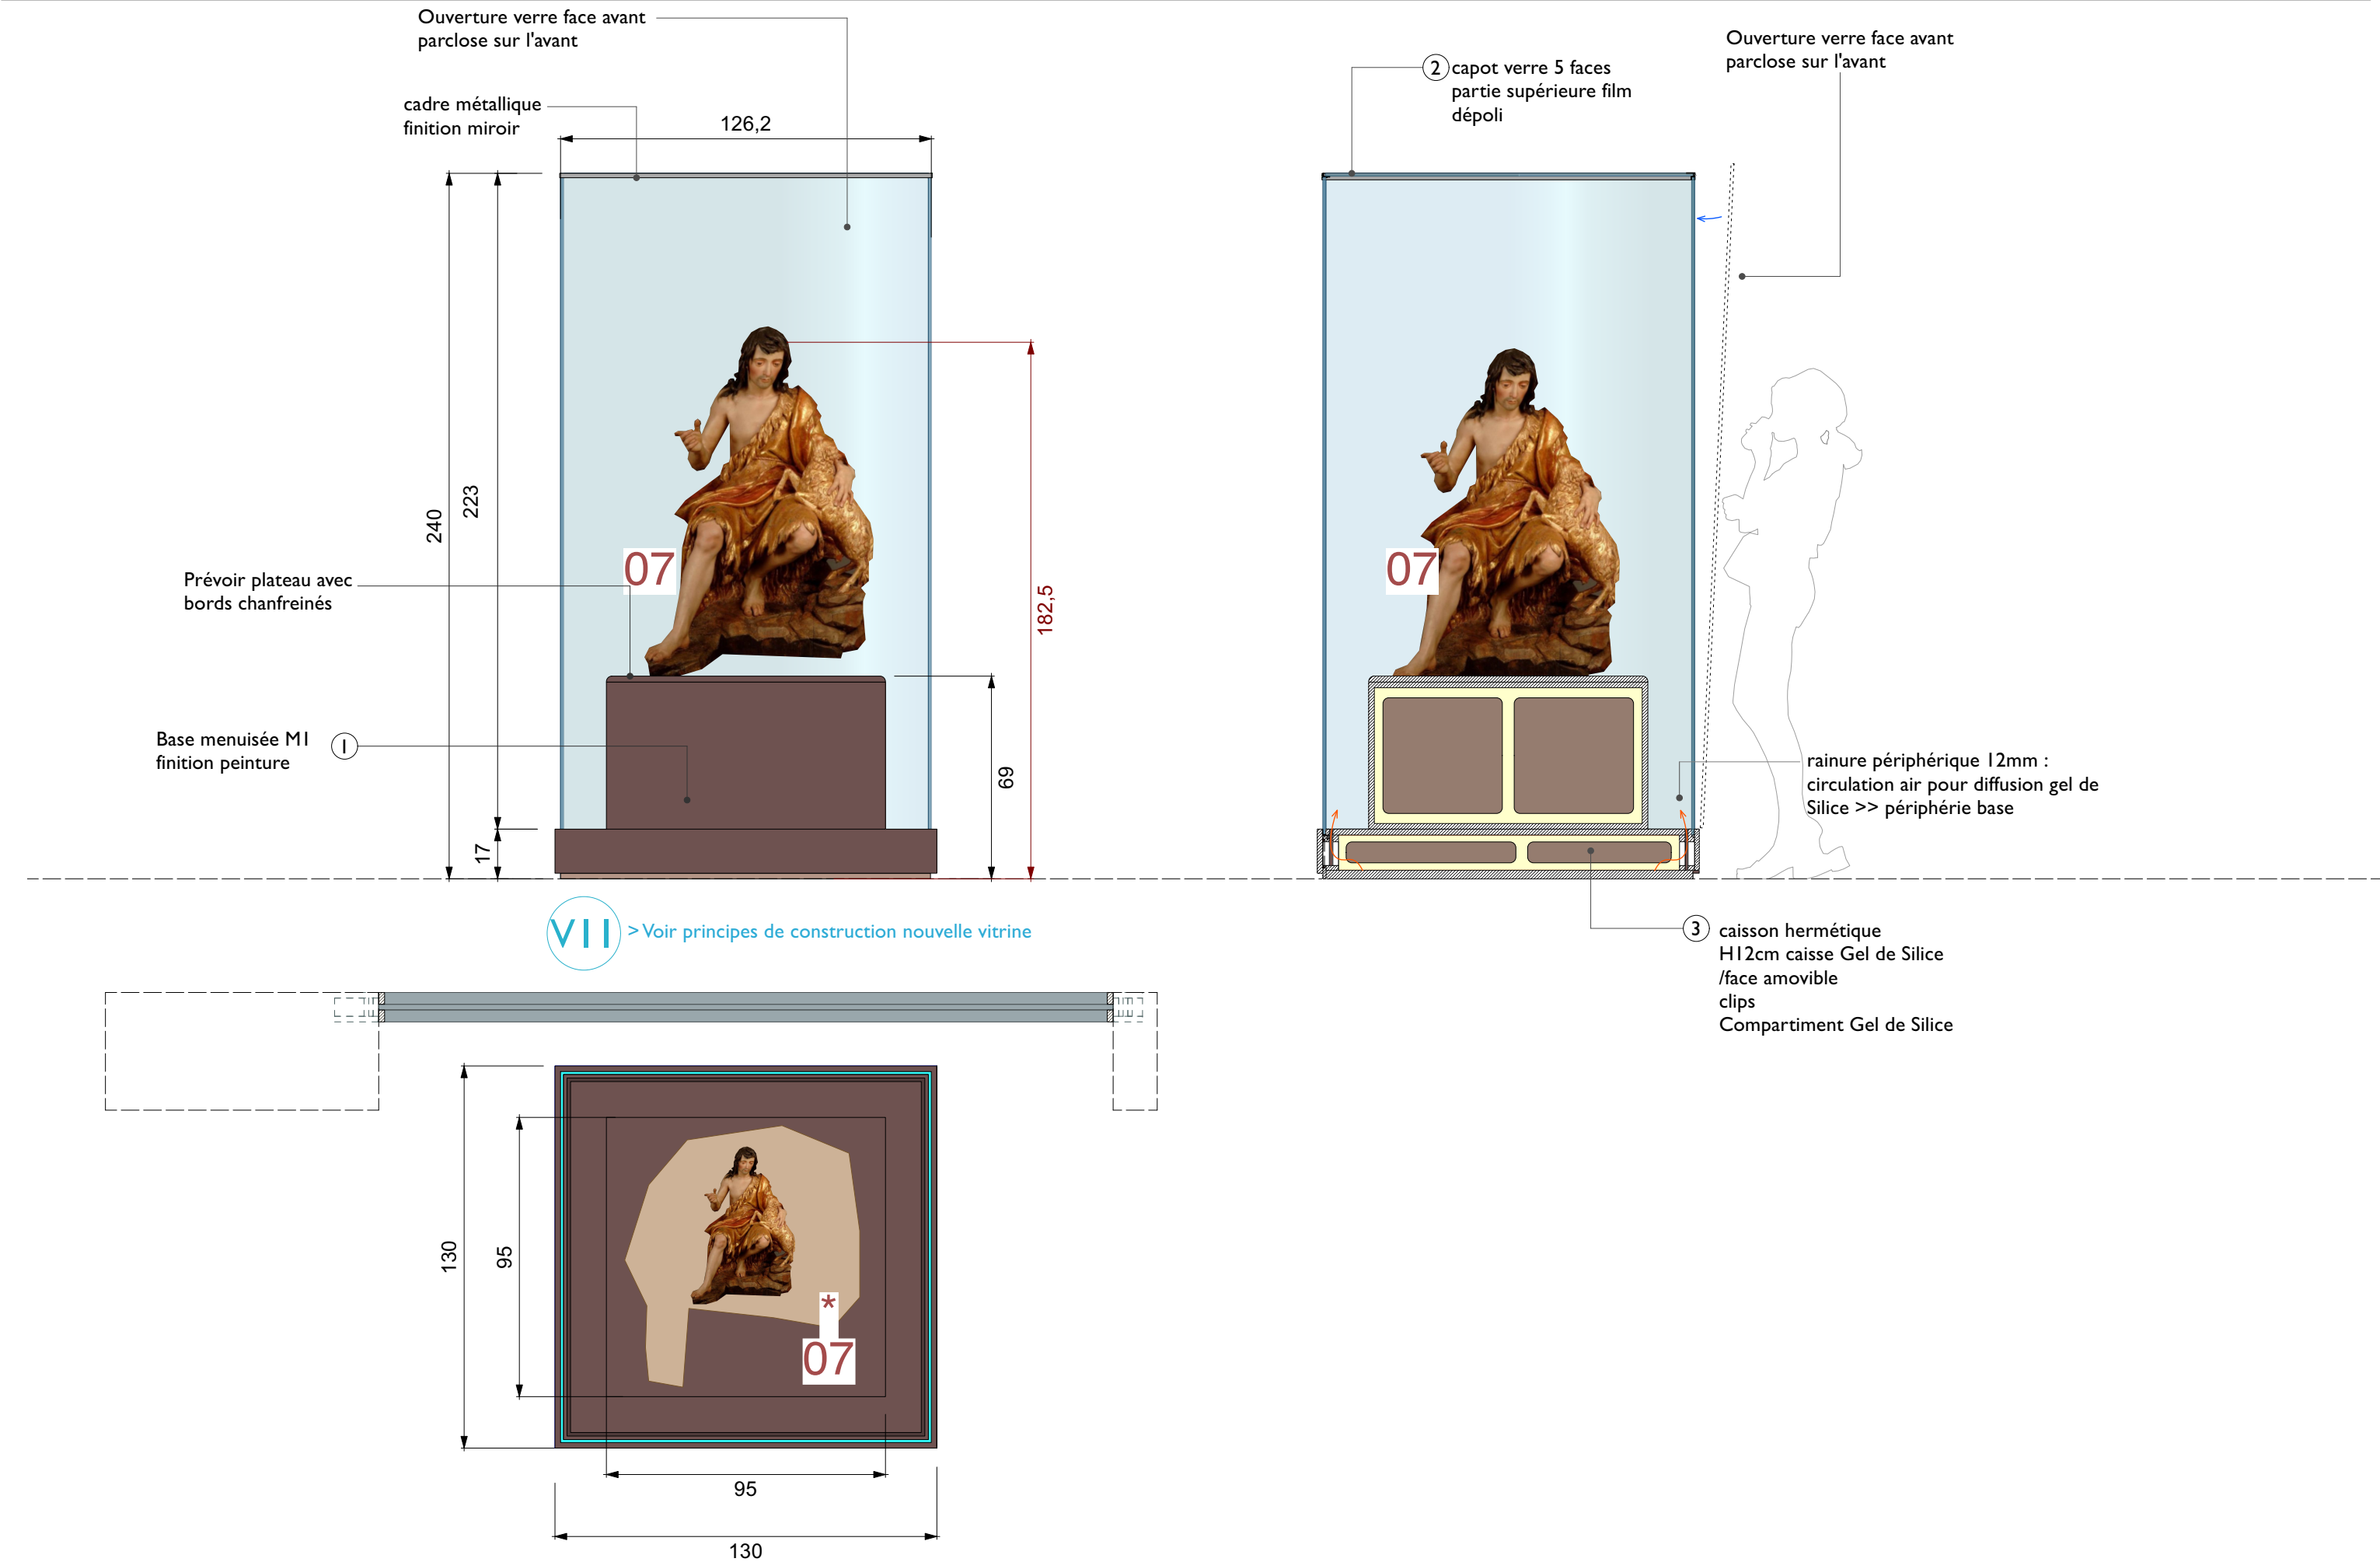 Ouverture verre face avant
parclose sur l'avant
cadre métallique
finition miroir
126,2
240
223
07
182,5
Prévoir plateau avec
bords chanfreinés
Base menuisée M1
finition peinture
1
69
17
2 capot verre 5 faces
partie supérieure film
dépoli
Ouverture verre face avant
parclose sur l'avant
07
rainure périphérique 12mm :
circulation air pour diffusion gel de
Silice >> périphérie base
3 caisson hermétique
H12cm caisse Gel de Silice
/face amovible
clips
Compartiment Gel de Silice
VII > Voir principes de construction nouvelle vitrine
130
95
*
07
95
130